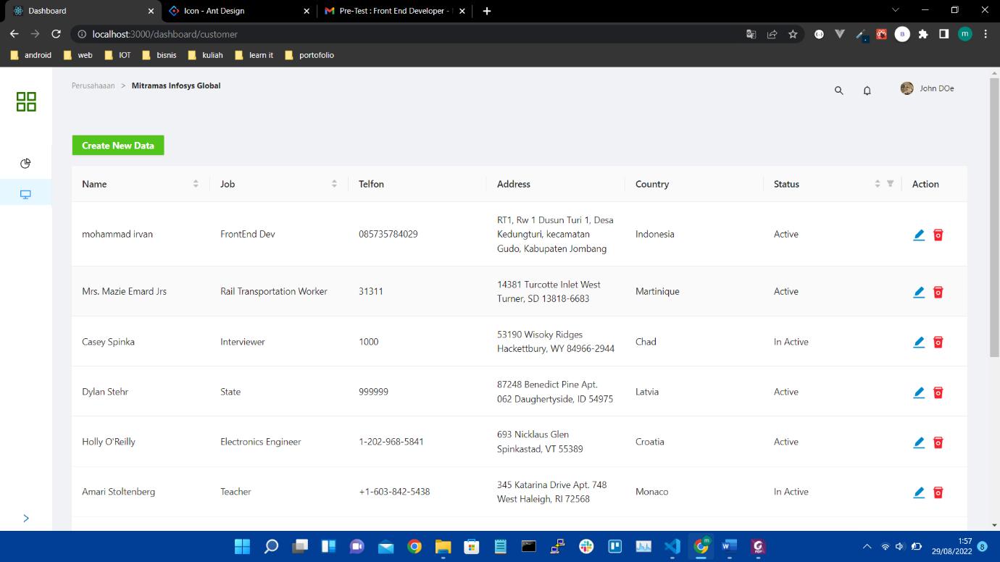 Dashboard
Icon - Ant Design
Pre-Test : Front End Developer -
localhost:3000/dashboard/customer
android
web
IOT
bisnis
kuliah
learn it
portofolio
Perusahaaan > Mitramas Infosys Global
John DOe
Create New Data
Name Job Telfon Address Country Status Action
RT1, Rw 1 Dusun Turi 1, Desa
mohammad irvan FrontEnd Dev 085735784029 Kedungturi, kecamatan Indonesia Active
Gudo, Kabupaten Jombang
Mrs. Mazie Emard Jrs Rail Transportation Worker 31311 14381 Turcotte Inlet West Martinique Active
Turner, SD 13818-6683
Casey Spinka Interviewer 1000 53190 Wisoky Ridges Chad In Active
Hackettbury, WY 84966-2944
Dylan Stehr State 999999 87248 Benedict Pine Apt. Latvia Active
062 Daughertyside, ID 54975
Holly O'Reilly Electronics Engineer 1-202-968-5841 693 Nicklaus Glen Croatia Active
Spinkastad, VT 55389
Amari Stoltenberg Teacher +1-603-842-5438 345 Katarina Drive Apt. 748 Monaco In Active
West Haleigh, RI 72568
1:57
29/08/2022
8